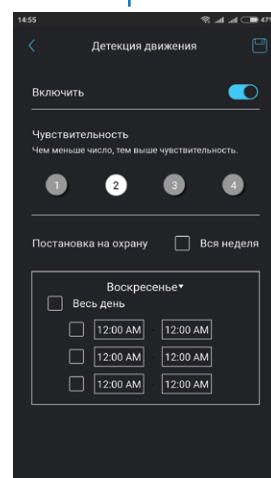 14:55 47%
Детекция движения
Включить
Чувствительность
Чем меньше число, тем выше чувствительность.
1 2 3 4
Постановка на охрану Вся неделя
Воскресенье▾
Весь день
12:00 AM - 12:00 AM
12:00 AM - 12:00 AM
12:00 AM - 12:00 AM